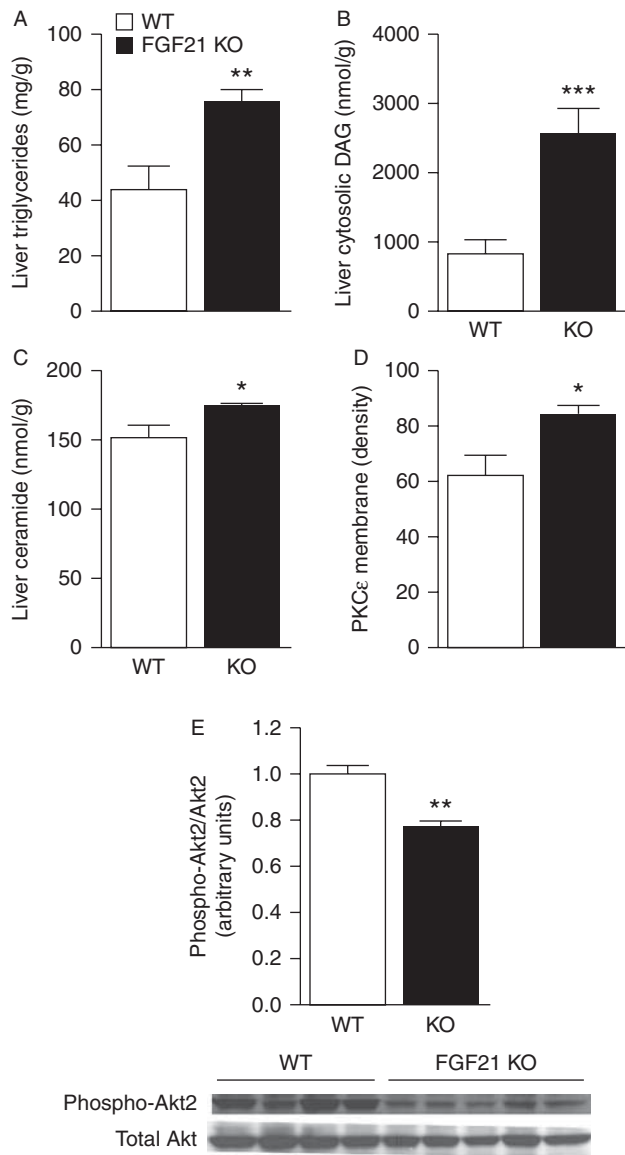 A
WT
FGF21 KO
Liver triglycerides (mg/g)
100
80
60
40
20
0
**
B
Liver cytosolic DAG (nmol/g)
4000
3000
2000
1000
0
***
WT KO
C
Liver ceramide (nmol/g)
200
150
100
50
0
*
WT KO
D
PKCε membrane (density)
100
80
60
40
20
0
*
E
Phospho-Akt2/Akt2
(arbitrary units)
1.2
1.0
0.8
0.6
0.4
0.2
0.0
**
WT KO
WT FGF21 KO
Phospho-Akt2
Total Akt